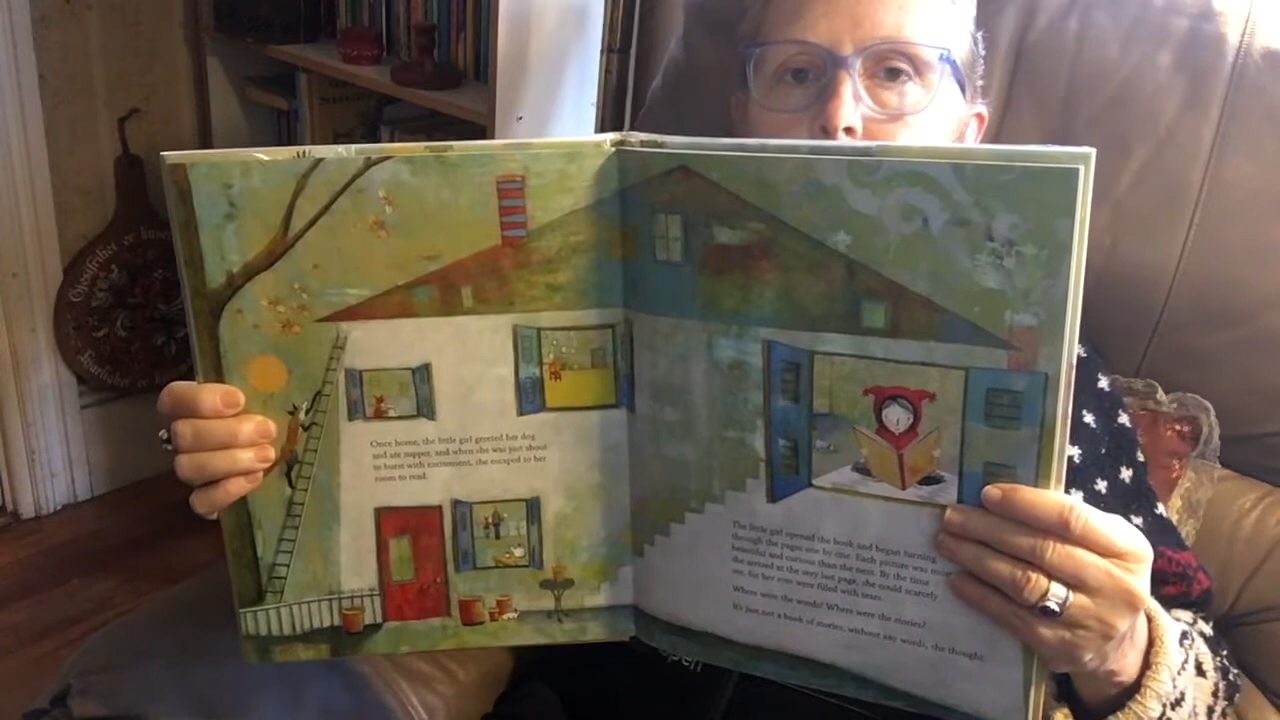 Once home, the little girl greeted her dog
and ate supper, and when she was just about
to burst with excitement, she escaped to her
room to read.
The little girl opened the book and began turning
through the pages one by one. Each picture was more
beautiful and curious than the next. By the time
she arrived at the very last page, she could scarcely
see, for her eyes were filled with tears.
Where were the words? Where were the stories?
It's just not a book of stories, without any words, she thought.